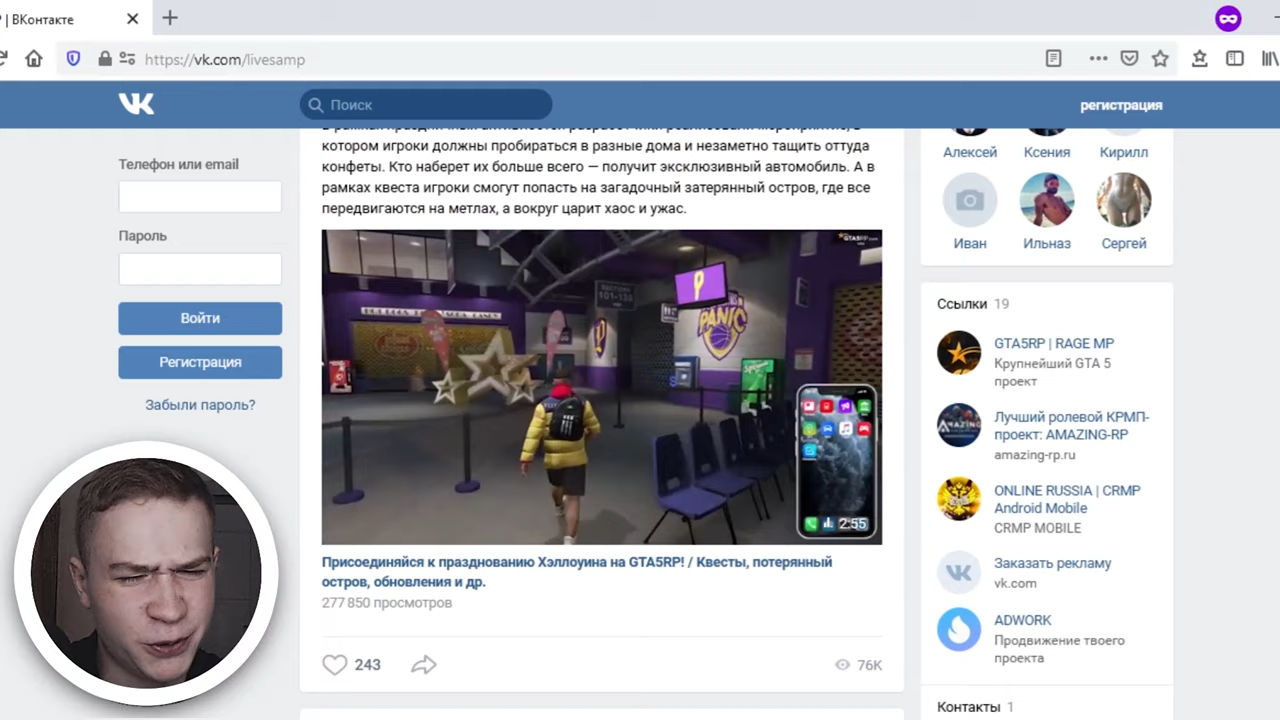 | ВКонтакте
https://vk.com/livesamp
Поиск
регистрация
Телефон или email
Пароль
Войти
Регистрация
Забыли пароль?
котором игроки должны пробираться в разные дома и незаметно тащить оттуда
конфеты. Кто наберет их больше всего — получит эксклюзивный автомобиль. А в
рамках квеста игроки смогут попасть на загадочный затерянный остров, где все
передвигаются на метлах, а вокруг царит хаос и ужас.
GTA5RP.com
PANIC
2:55
Присоединяйся к празднованию Хэллоуина на GTA5RP! / Квесты, потерянный
остров, обновления и др.
277 850 просмотров
243
76K
Алексей
Ксения
Кирилл
Иван
Ильназ
Сергей
Ссылки 19
GTA5RP | RAGE MP
Крупнейший GTA 5
проект
AMAZING
Лучший ролевой КРМП-
проект: AMAZING-RP
amazing-rp.ru
ONLINE RUSSIA | CRMP
Android Mobile
CRMP MOBILE
Заказать рекламу
vk.com
ADWORK
Продвижение твоего
проекта
Контакты 1